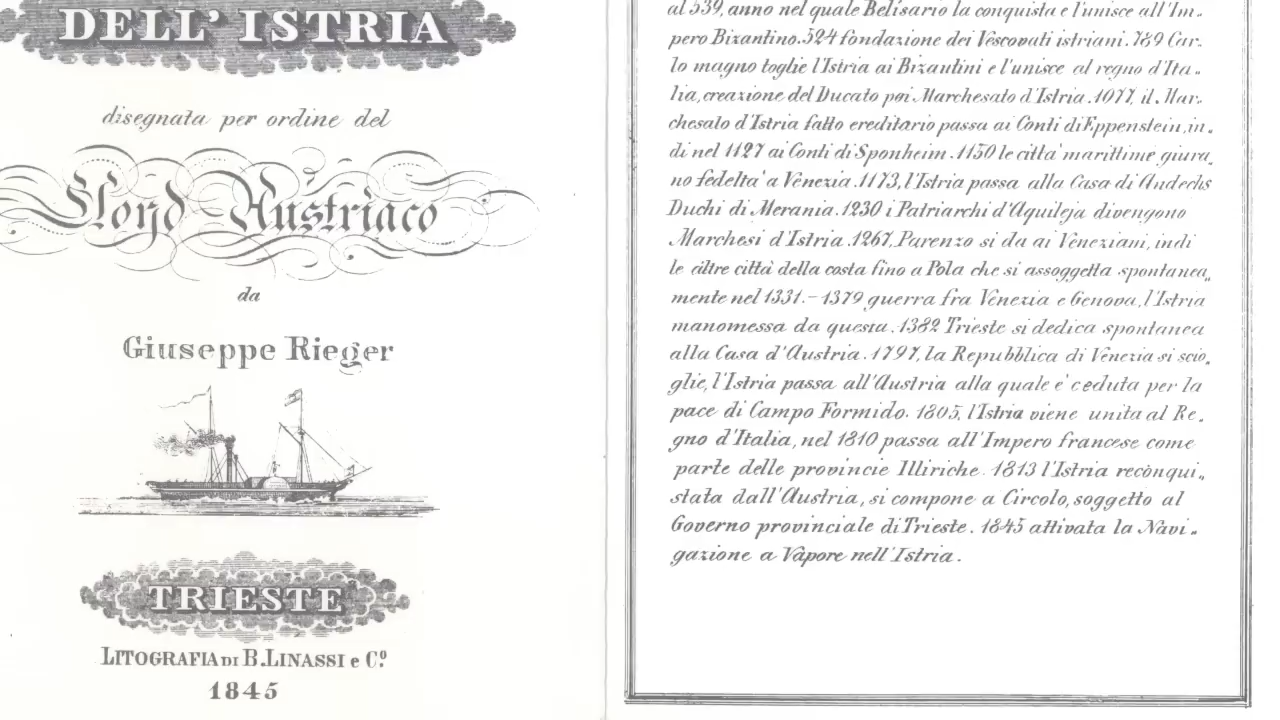 DELL' ISTRIA
disegnata per ordine del
Lloyd Austriaco
da
Giuseppe Rieger
TRIESTE
LITOGRAFIA DI B. LINASSI e C.º
1845
al 539, anno nel quale Belisario la conquista e l'unisce all'Im„
pero Bizantino. 524 fondazione dei Vescovati istriani. 789 Car„
lo magno toglie l'Istria ai Bizantini e l'unisce al regno d'Ita„
lia, creazione del Ducato poi Marchesato d'Istria. 1077, il Mar„
chesato d'Istria fatto ereditario passa ai Conti di Eppenstein, in„
di nel 1127 ai Conti di Sponheim. 1150 le citta' marittime giura„
no fedelta' a Venezia. 1173, l'Istria passa alla Casa di Andechs
Duchi di Merania. 1230 i Patriarchi d'Aquileja divengono
Marchesi d'Istria. 1267, Parenzo si da ai Veneziani, indi
le altre città della costa fino a Pola che si assoggetta spontanea„
mente nel 1331. – 1379 guerra fra Venezia e Genova, l'Istria
manomessa da questa. 1382 Trieste si dedica spontanea
alla Casa d'Austria. 1797, la Repubblica di Venezia si scio„
glie, l'Istria passa all'Austria alla quale e' ceduta per la
pace di Campo Formido. 1805, l'Istria viene unita al Re„
gno d'Italia, nel 1810 passa all'Impero francese come
parte delle provincie Illiriche. 1813 l'Istria reconqui„
stata dall'Austria, si compone a Circolo, soggetto al
Governo provinciale di Trieste. 1845 attivata la Navi„
gazione a Vapore nell'Istria.